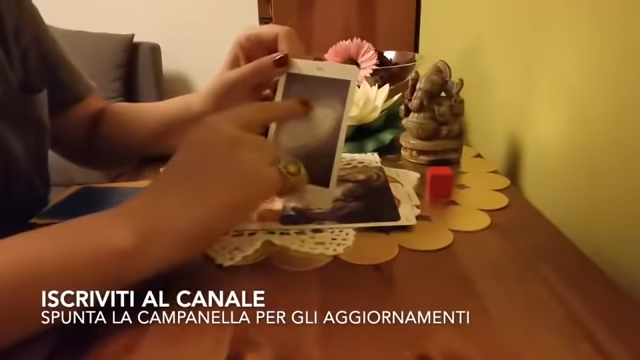 ISCRIVITI AL CANALE
SPUNTA LA CAMPANELLA PER GLI AGGIORNAMENTI